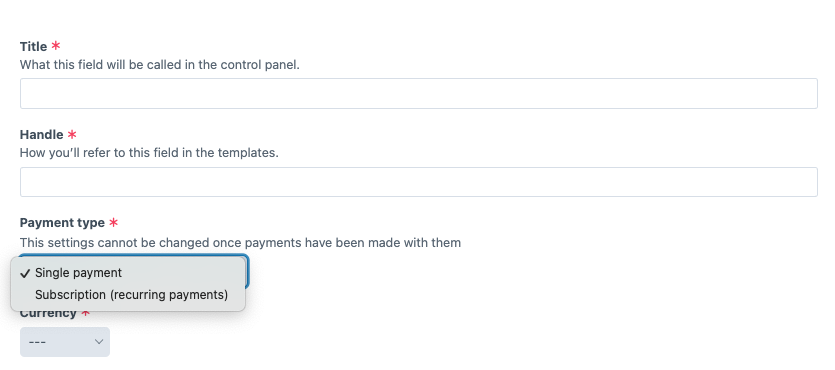 Title *
What this field will be called in the control panel.
Handle *
How you’ll refer to this field in the templates.
Payment type *
This settings cannot be changed once payments have been made with them
✓ Single payment
Subscription (recurring payments)
Currency *
---